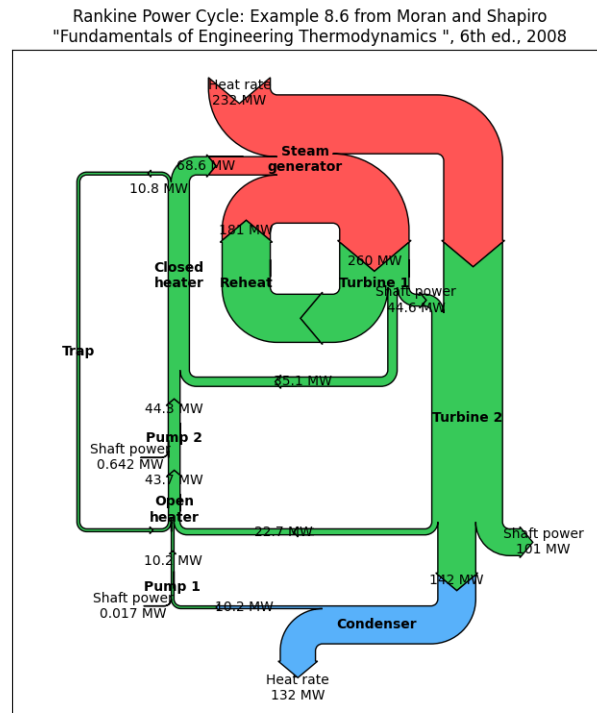 Rankine Power Cycle: Example 8.6 from Moran and Shapiro
"Fundamentals of Engineering Thermodynamics ", 6th ed., 2008
Heat rate
232 MW
Steam
generator
68.6 MW
10.8 MW
181 MW
260 MW
Closed
heater
Reheat
Turbine 1
Shaft power
44.6 MW
Trap
35.1 MW
44.3 MW
Turbine 2
Pump 2
Shaft power
0.642 MW
43.7 MW
Open
heater
22.7 MW
Shaft power
101 MW
10.2 MW
142 MW
Pump 1
Shaft power
0.017 MW
10.2 MW
Condenser
Heat rate
132 MW